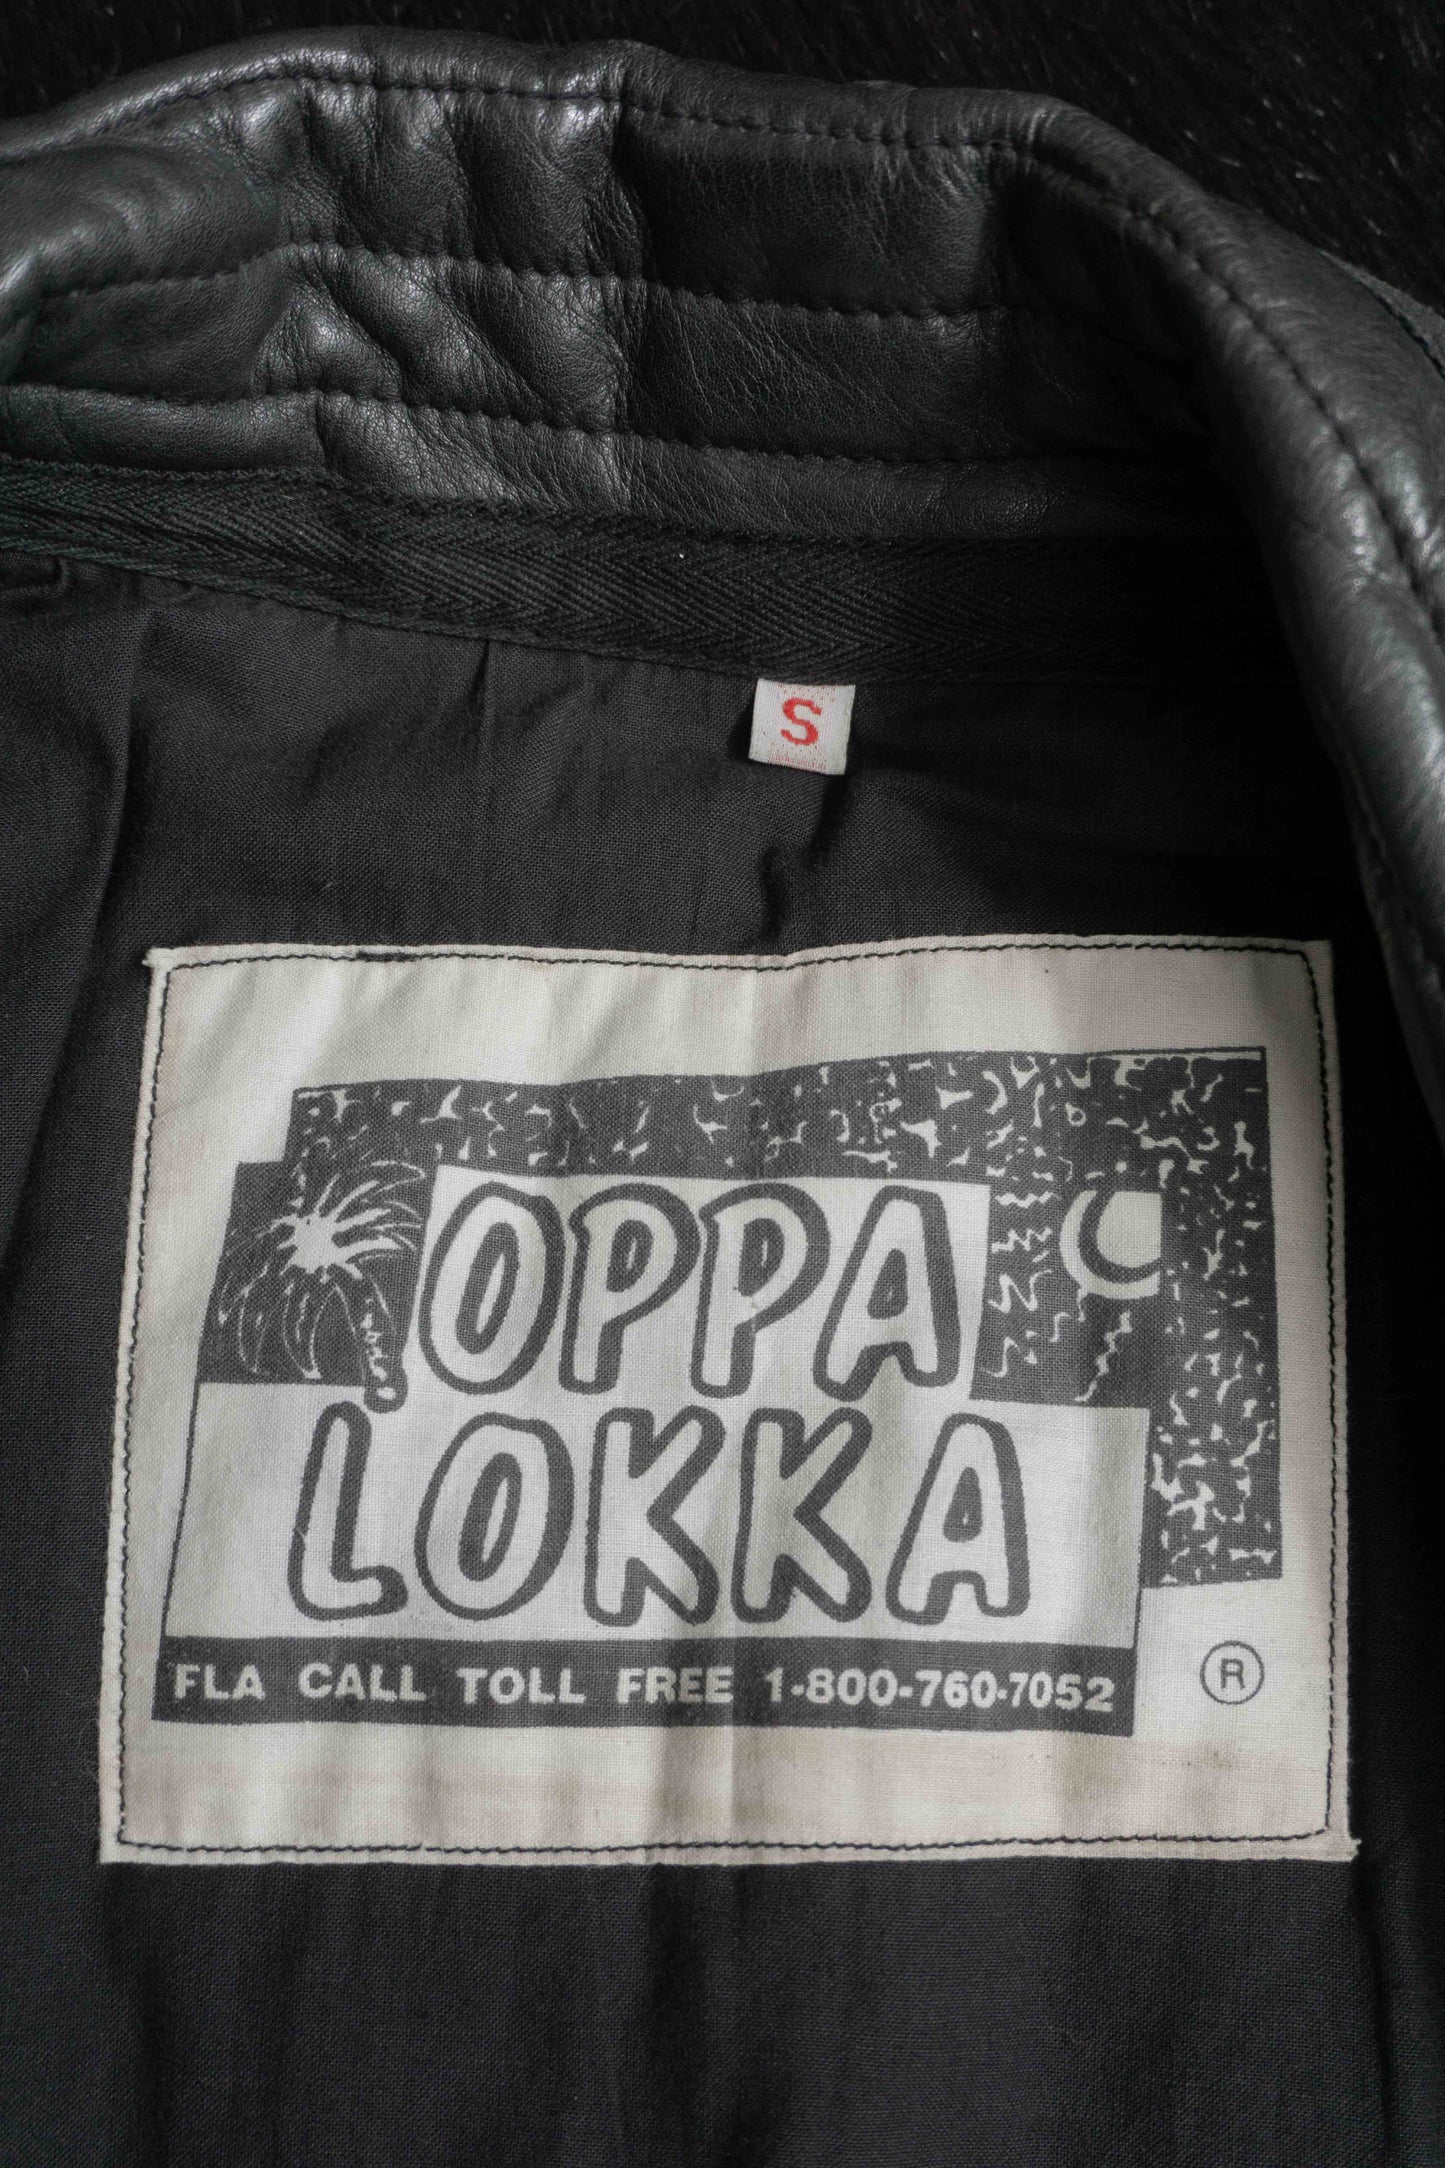 S
OPPA
LOKKA
FLA CALL TOLL FREE 1-800-760-7052
®